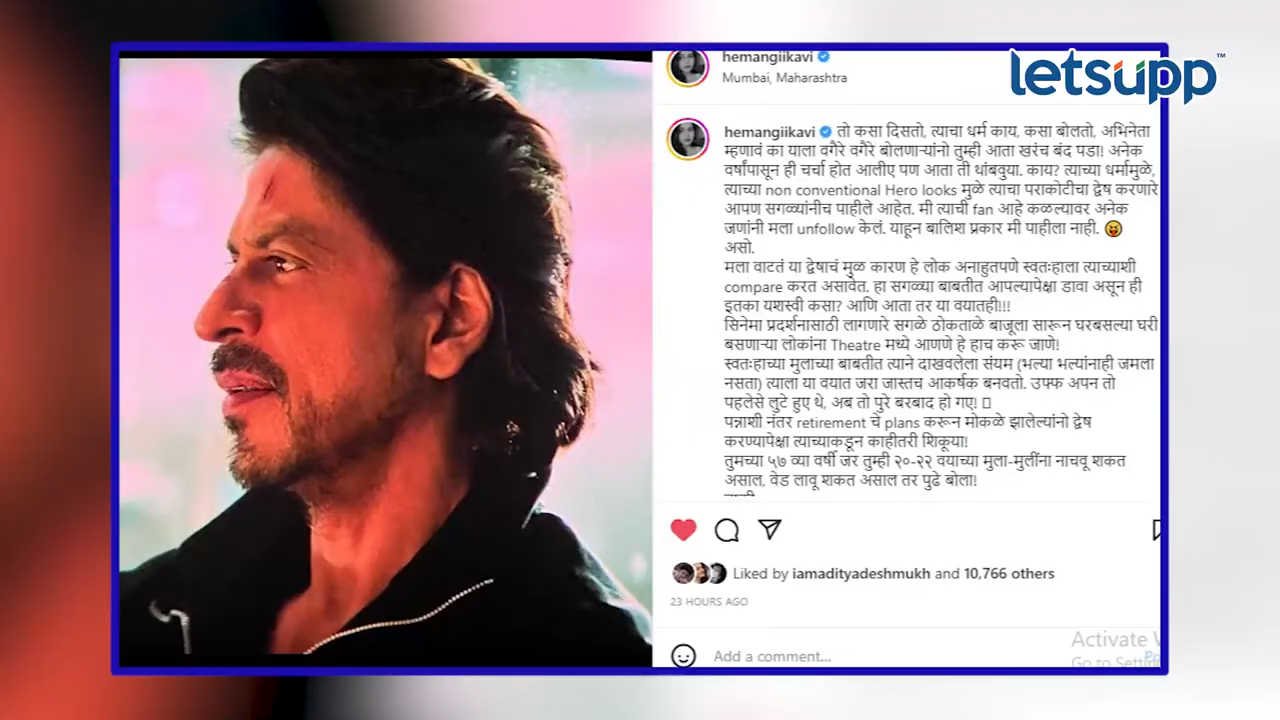 letsupp™
hemangiikavi
Mumbai, Maharashtra
hemangiikavi तो कसा दिसतो, त्याचा धर्म काय, कसा बोलतो, अभिनेता
म्हणावं का याला वगैरे वगैरे बोलणाऱ्यांनो तुम्ही आता खरंच बंद पडा! अनेक
वर्षांपासून ही चर्चा होत आलीए पण आता ती थांबवुया. काय? त्याच्या धर्मामुळे,
त्याच्या non conventional Hero looks मुळे त्याचा पराकोटीचा द्वेष करणारे
आपण सगळ्यांनीच पाहीले आहेत. मी त्याची fan आहे कळल्यावर अनेक
जणांनी मला unfollow केलं. याहून बालिश प्रकार मी पाहीला नाही. 😝
असो.
मला वाटतं या द्वेषाचं मुळ कारण हे लोक अनाहुतपणे स्वतःहाला त्याच्याशी
compare करत असावेत. हा सगळ्या बाबतीत आपल्यापेक्षा डावा असून ही
इतका यशस्वी कसा? आणि आता तर या वयातही!!!
सिनेमा प्रदर्शनासाठी लागणारे सगळे ठोकताळे बाजूला सारून घरबसल्या घरी
बसणाऱ्या लोकांना Theatre मध्ये आणणे हे हाच करू जाणे!
स्वतःहाच्या मुलाच्या बाबतीत त्याने दाखवलेला संयम (भल्या भल्यांनाही जमला
नसता) त्याला या वयात जरा जास्तच आकर्षक बनवतो. उफ्फ अपन तो
पहलेसे लुटे हुए थे, अब तो पुरे बरबाद हो गए!
पन्नाशी नंतर retirement चे plans करून मोकळे झालेल्यांनो द्वेष
करण्यापेक्षा त्याच्याकडून काहीतरी शिकूया!
तुमच्या ५७ व्या वर्षी जर तुम्ही २०-२२ वयाच्या मुला-मुलींना नाचवू शकत
असाल, वेड लावू शकत असाल तर पुढे बोला!
Liked by iamadityadeshmukh and 10,766 others
23 HOURS AGO
Add a comment...
Activate
Go to